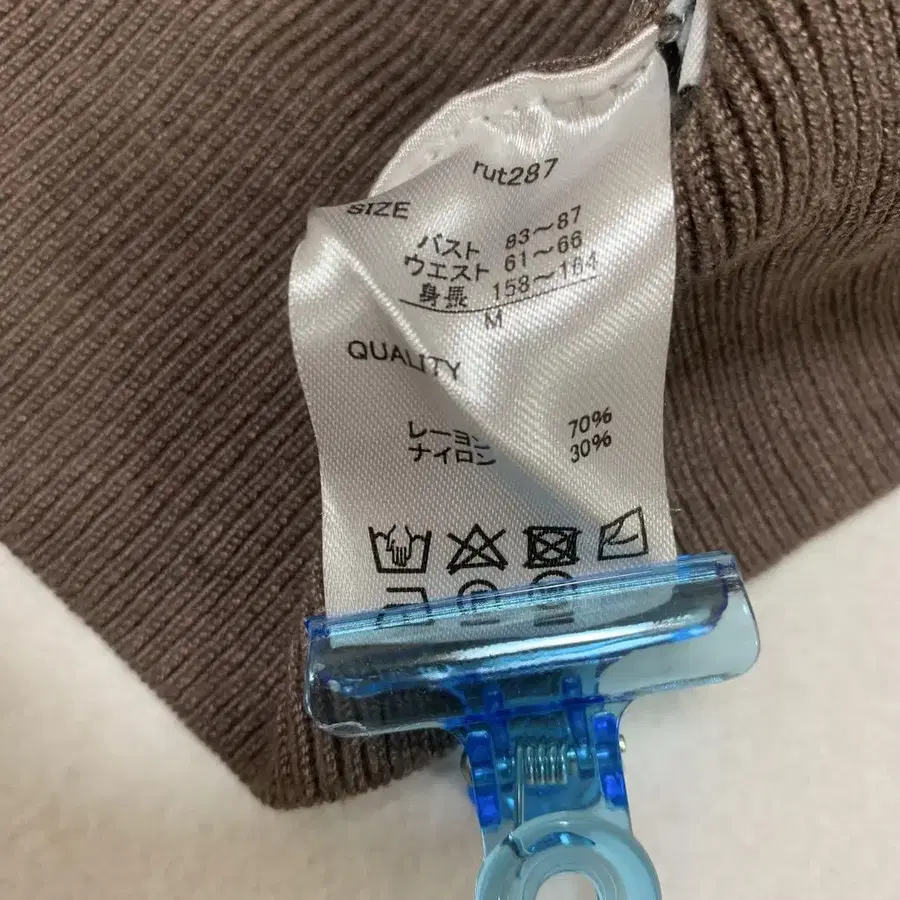 rut287
SIZE
バスト 83～87
ウエスト 61～66
身長 158～164
M
QUALITY
レーヨン 70%
ナイロン 30%